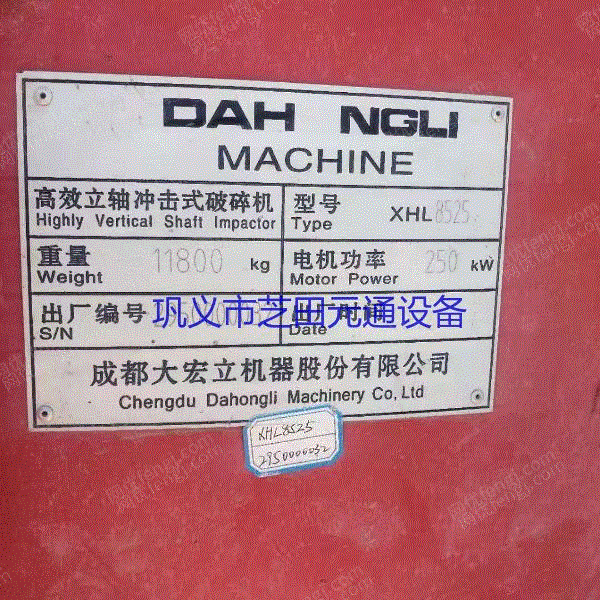 DAH NGLI
MACHINE
高效立轴冲击式破碎机
Highly Vertical Shaft Impactor
型号
Type
XHL 8525
重量
Weight
11800 kg
电机功率
Motor Power
250 kW
出厂编号
S/N
Date
巩义市芝田元通设备
成都大宏立机器股份有限公司
Chengdu Dahongli Machinery Co,Ltd
XHL8525
2950000032